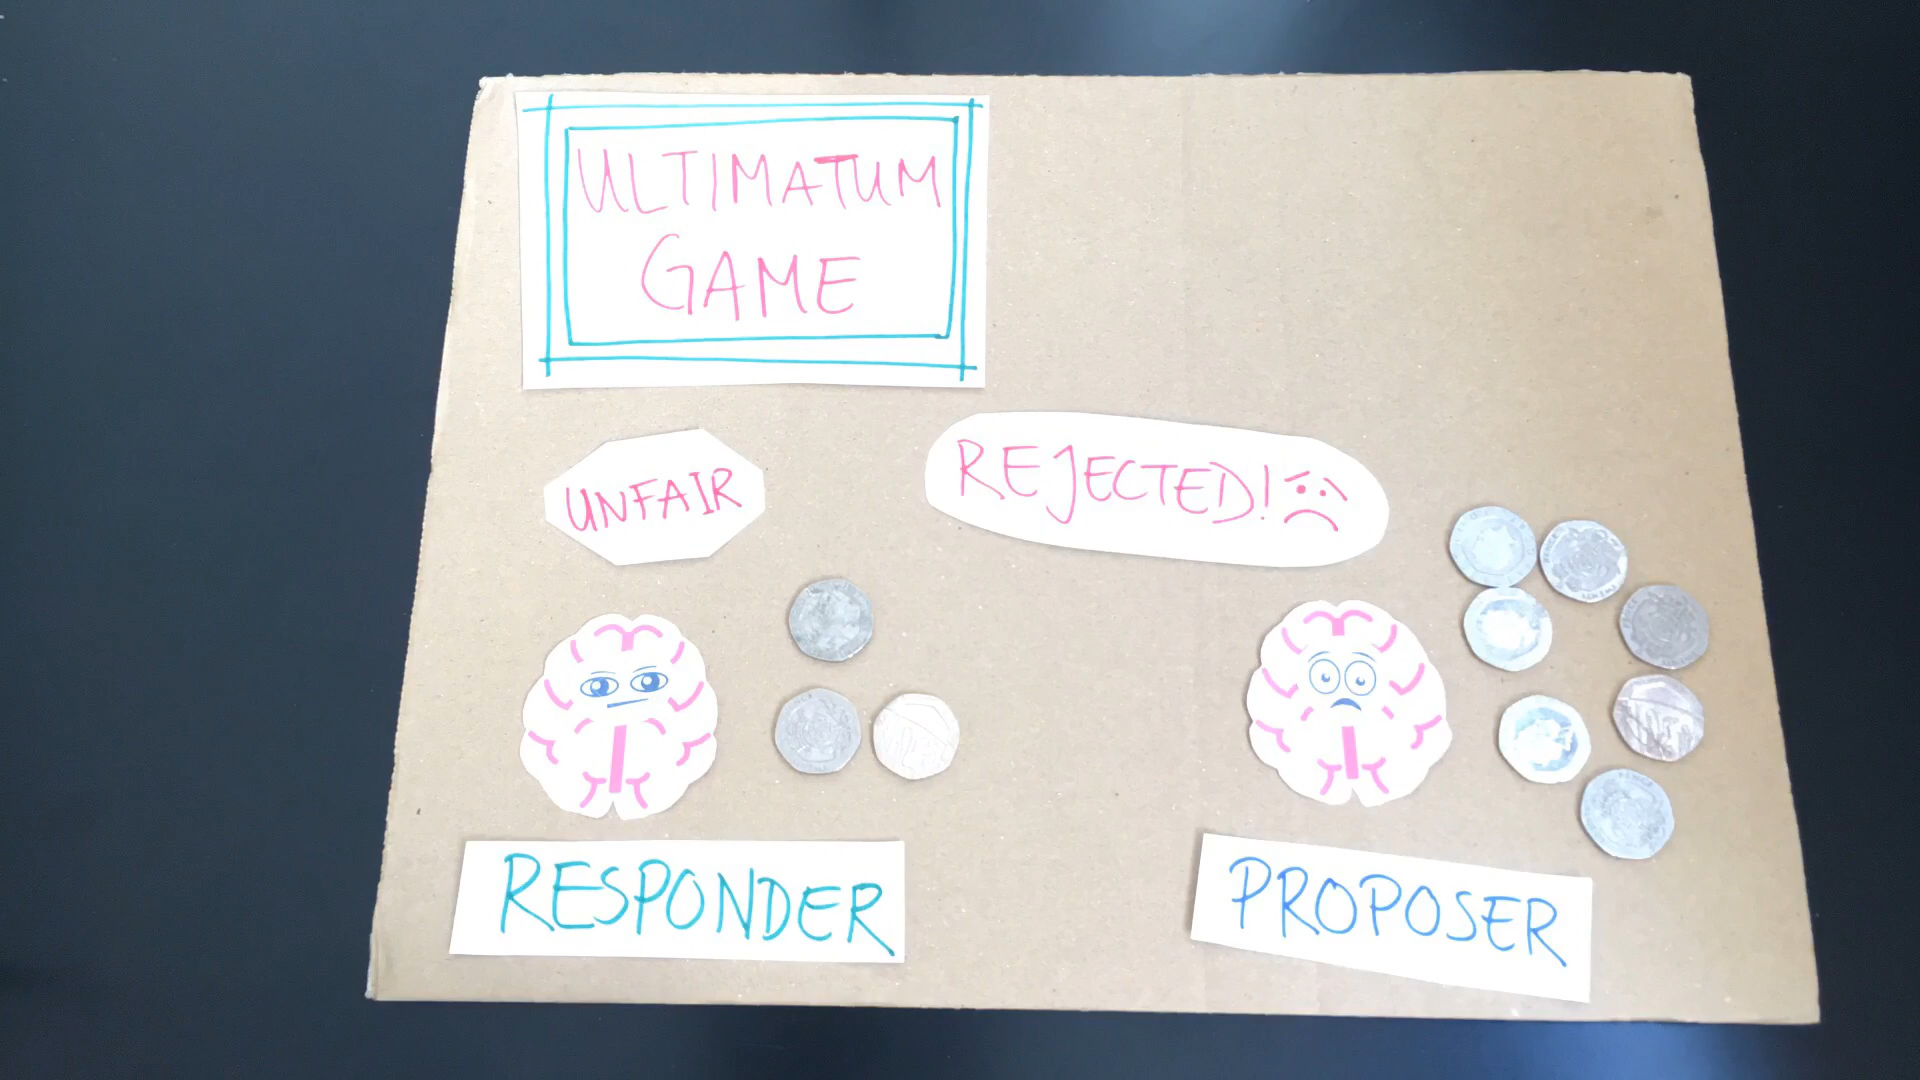 ULTIMATUM
GAME
UNFAIR
REJECTED!
RESPONDER
PROPOSER